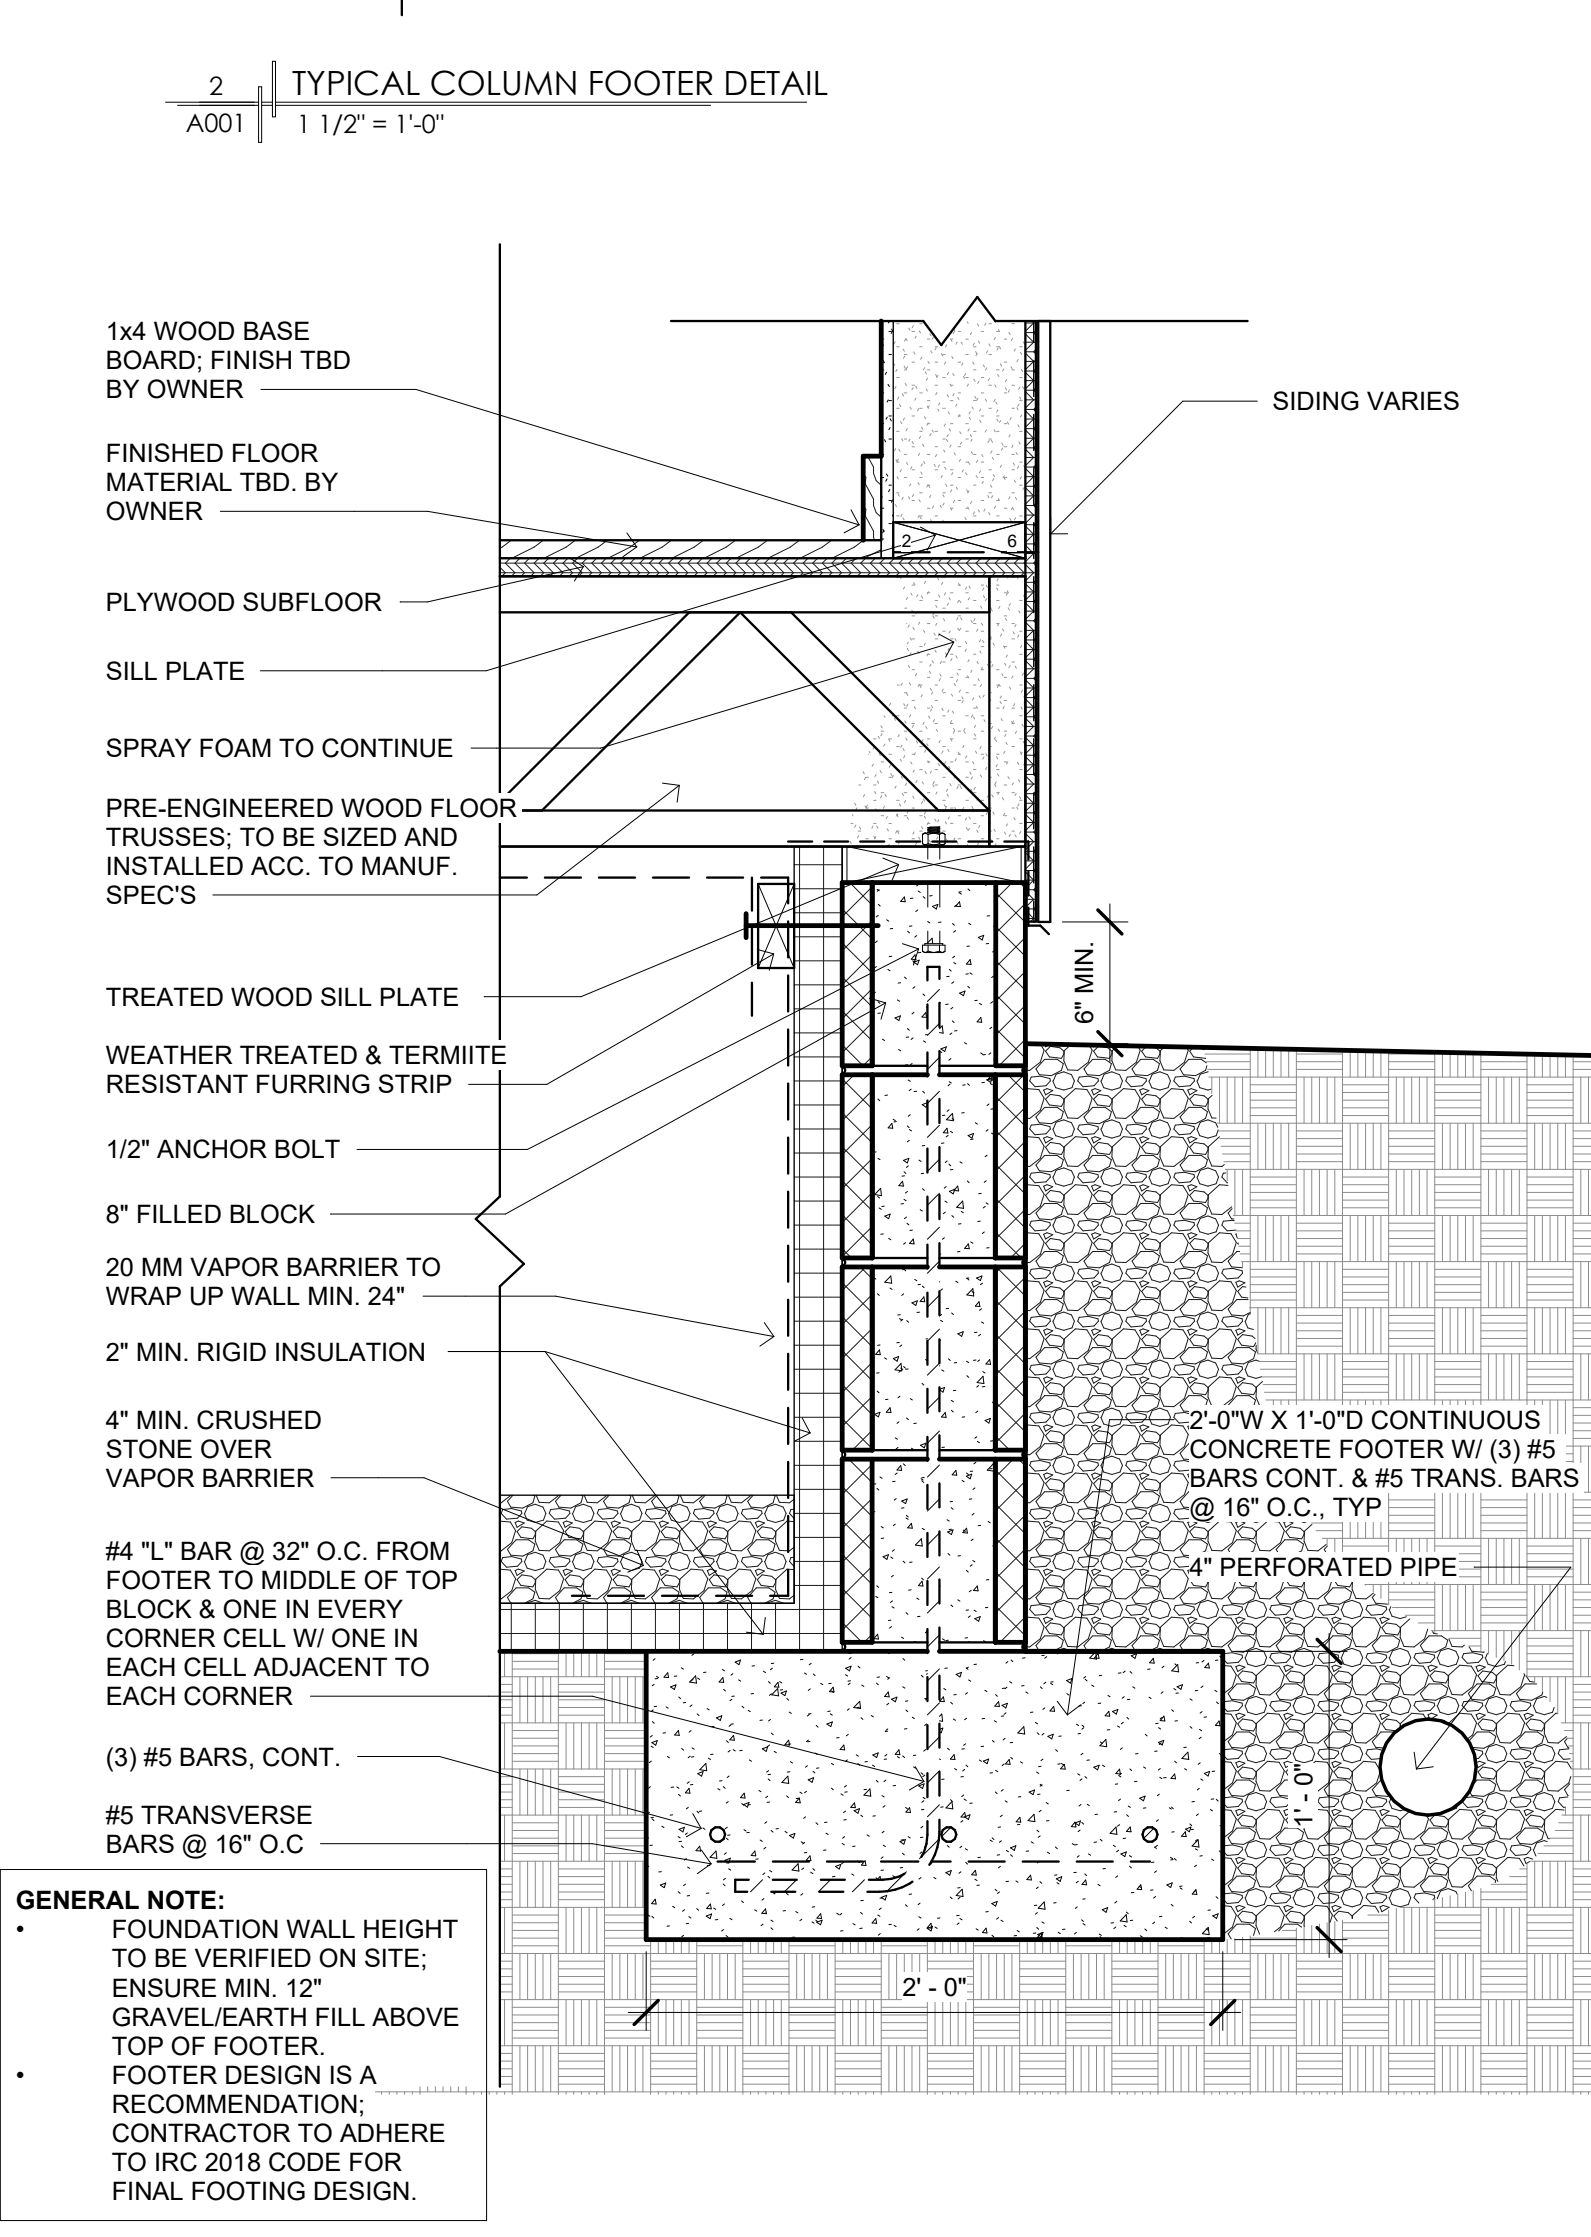 2
TYPICAL COLUMN FOOTER DETAIL
A001
1 1/2" = 1'-0"
1x4 WOOD BASE
BOARD; FINISH TBD
BY OWNER
SIDING VARIES
FINISHED FLOOR
MATERIAL TBD. BY
OWNER
2
6
PLYWOOD SUBFLOOR
SILL PLATE
SPRAY FOAM TO CONTINUE
PRE-ENGINEERED WOOD FLOOR
TRUSSES; TO BE SIZED AND
INSTALLED ACC. TO MANUF.
SPEC'S
6" MIN.
TREATED WOOD SILL PLATE
WEATHER TREATED & TERMIITE
RESISTANT FURRING STRIP
1/2" ANCHOR BOLT
8" FILLED BLOCK
20 MM VAPOR BARRIER TO
WRAP UP WALL MIN. 24"
2" MIN. RIGID INSULATION
4" MIN. CRUSHED
STONE OVER
VAPOR BARRIER
2'-0"W X 1'-0"D CONTINUOUS
CONCRETE FOOTER W/ (3) #5
BARS CONT. & #5 TRANS. BARS
@ 16" O.C., TYP
4" PERFORATED PIPE
#4 "L" BAR @ 32" O.C. FROM
FOOTER TO MIDDLE OF TOP
BLOCK & ONE IN EVERY
CORNER CELL W/ ONE IN
EACH CELL ADJACENT TO
EACH CORNER
(3) #5 BARS, CONT.
1' - 0"
#5 TRANSVERSE
BARS @ 16" O.C
2' - 0"
GENERAL NOTE:
• FOUNDATION WALL HEIGHT
TO BE VERIFIED ON SITE;
ENSURE MIN. 12"
GRAVEL/EARTH FILL ABOVE
TOP OF FOOTER.
• FOOTER DESIGN IS A
RECOMMENDATION;
CONTRACTOR TO ADHERE
TO IRC 2018 CODE FOR
FINAL FOOTING DESIGN.